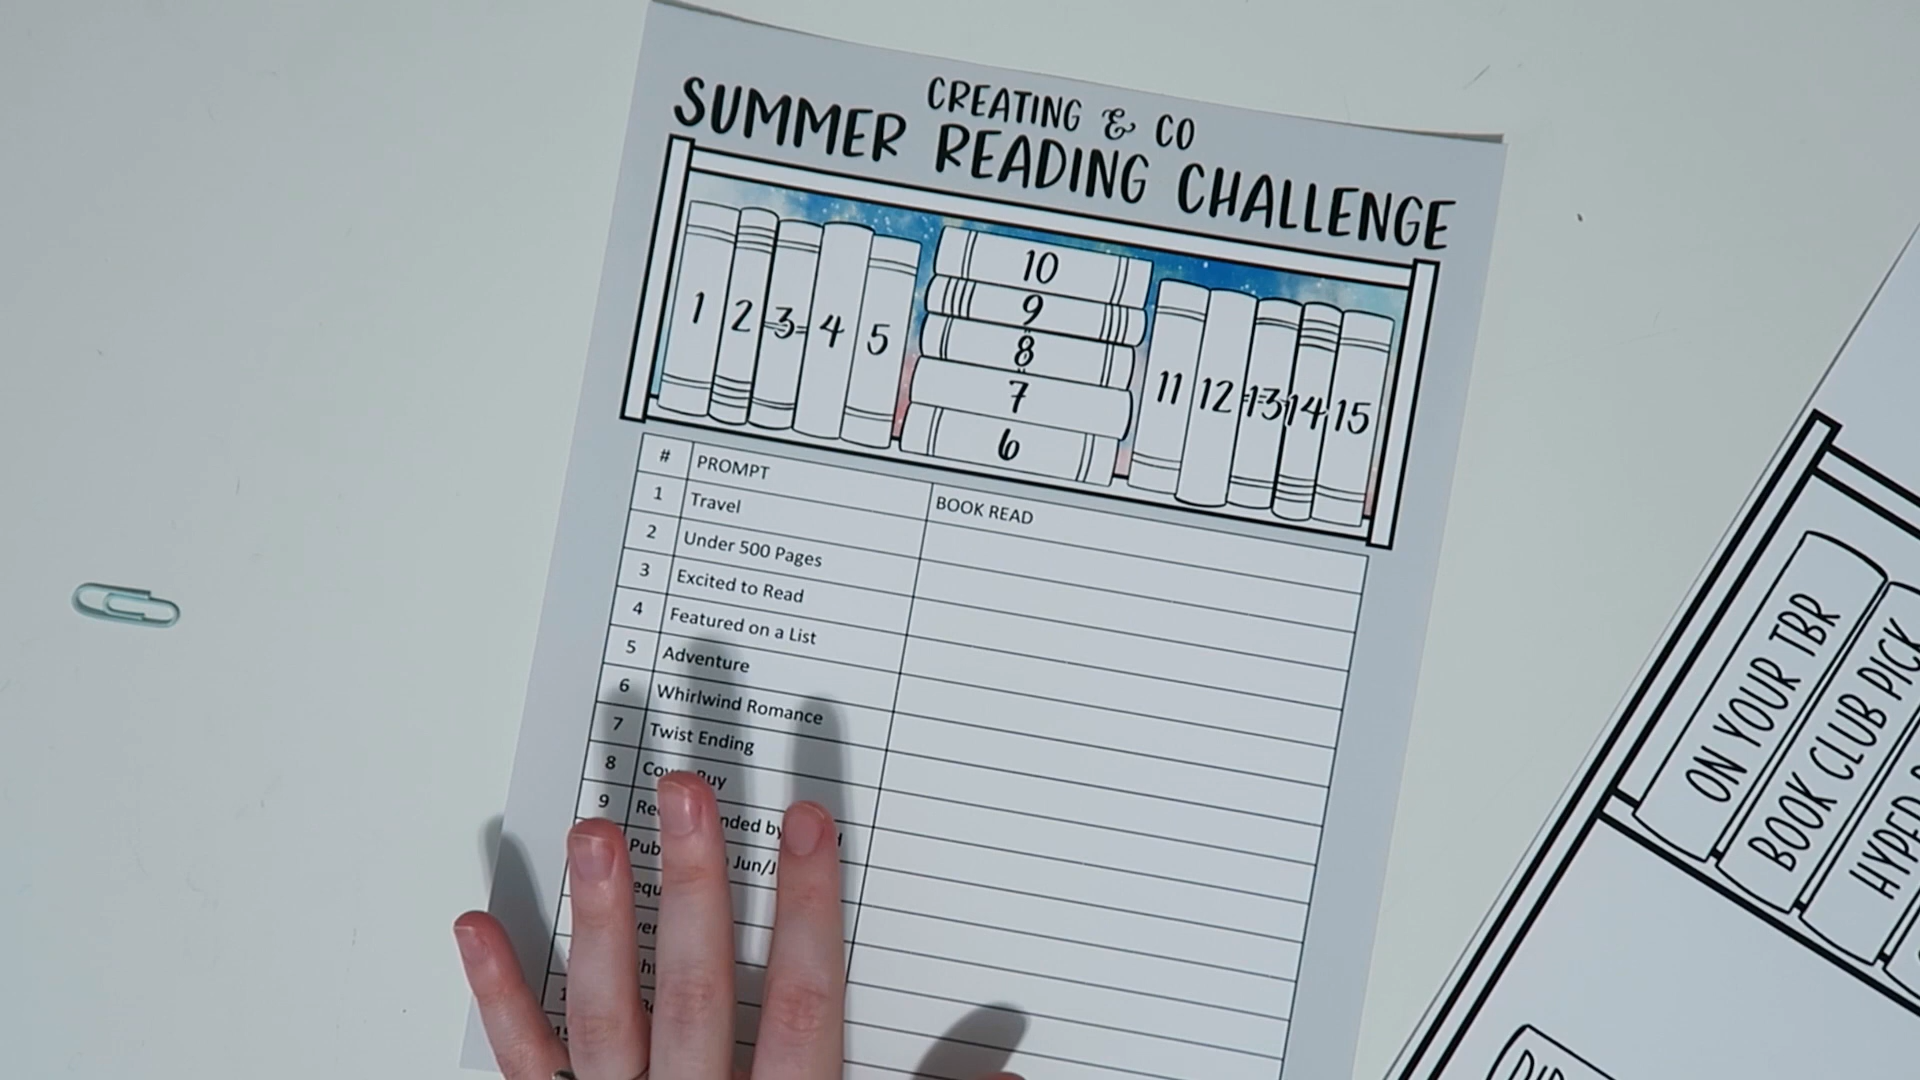 CREATING & CO
SUMMER READING CHALLENGE
1 2 3 4 5
10
9
8
7
6
11 12 13 14 15
# PROMPT BOOK READ
1 Travel
2 Under 500 Pages
3 Excited to Read
4 Featured on a List
5 Adventure
6 Whirlwind Romance
7 Twist Ending
8 Buy
9
Jun/J
ON YOUR TBR
BOOK CLUB PICK